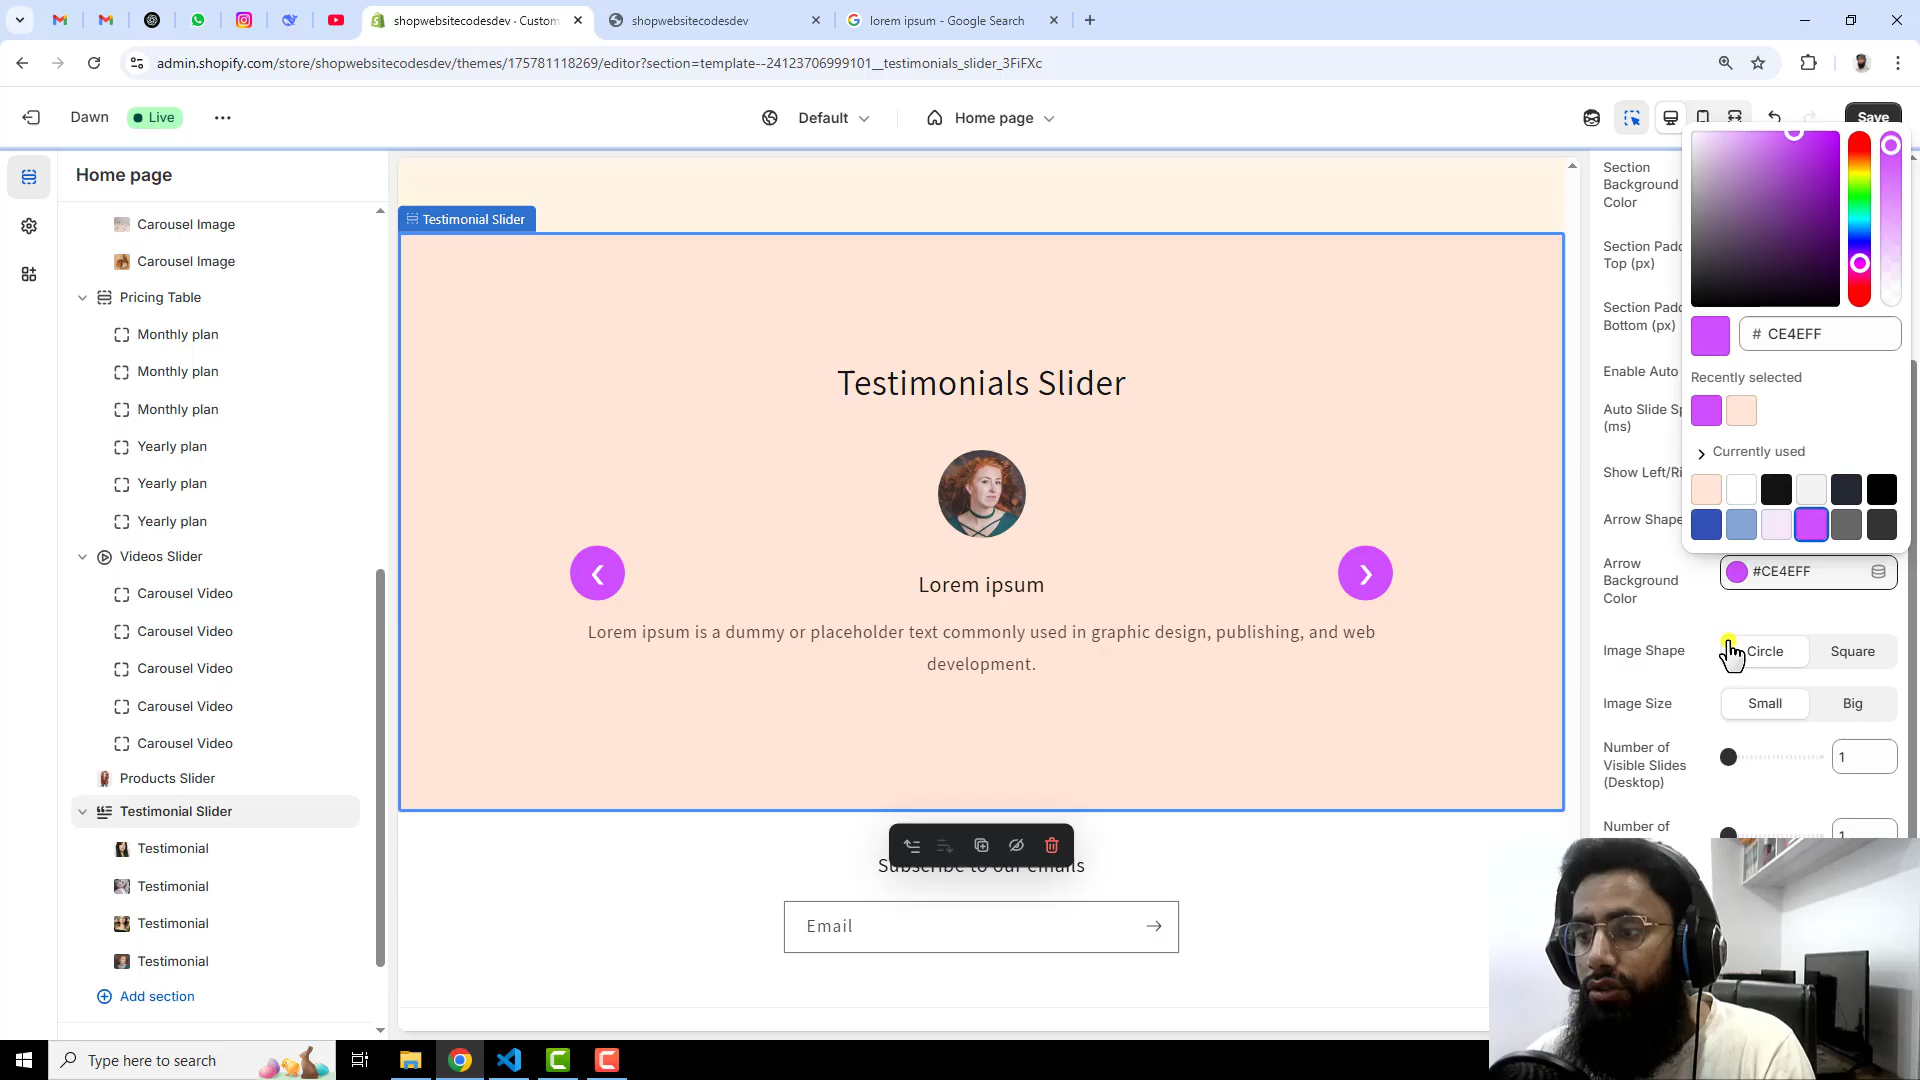 shopwebsitecodesdev · Custom
shopwebsitecodesdev
lorem ipsum - Google Search
admin.shopify.com/store/shopwebsitecodesdev/themes/175781118269/editor?section=template--24123706999101__testimonials_slider_3FiFXc
Dawn
Live
Default
Home page
Save
Home page
Carousel Image
Carousel Image
Pricing Table
Monthly plan
Monthly plan
Monthly plan
Yearly plan
Yearly plan
Yearly plan
Videos Slider
Carousel Video
Carousel Video
Carousel Video
Carousel Video
Carousel Video
Products Slider
Testimonial Slider
Testimonial
Testimonial
Testimonial
Testimonial
Add section
Testimonial Slider
Testimonials Slider
Lorem ipsum
Lorem ipsum is a dummy or placeholder text commonly used in graphic design, publishing, and web
development.
Subscribe to our emails
Email
Section
Background
Color
Section Padd
Top (px)
Section Padd
Bottom (px)
Enable Auto
Auto Slide Sp
(ms)
Show Left/Ri
Arrow Shape
# CE4EFF
Recently selected
Currently used
Arrow
Background
Color
#CE4EFF
Image Shape
Circle
Square
Image Size
Small
Big
Number of
Visible Slides
(Desktop)
1
Number of
1
Type here to search